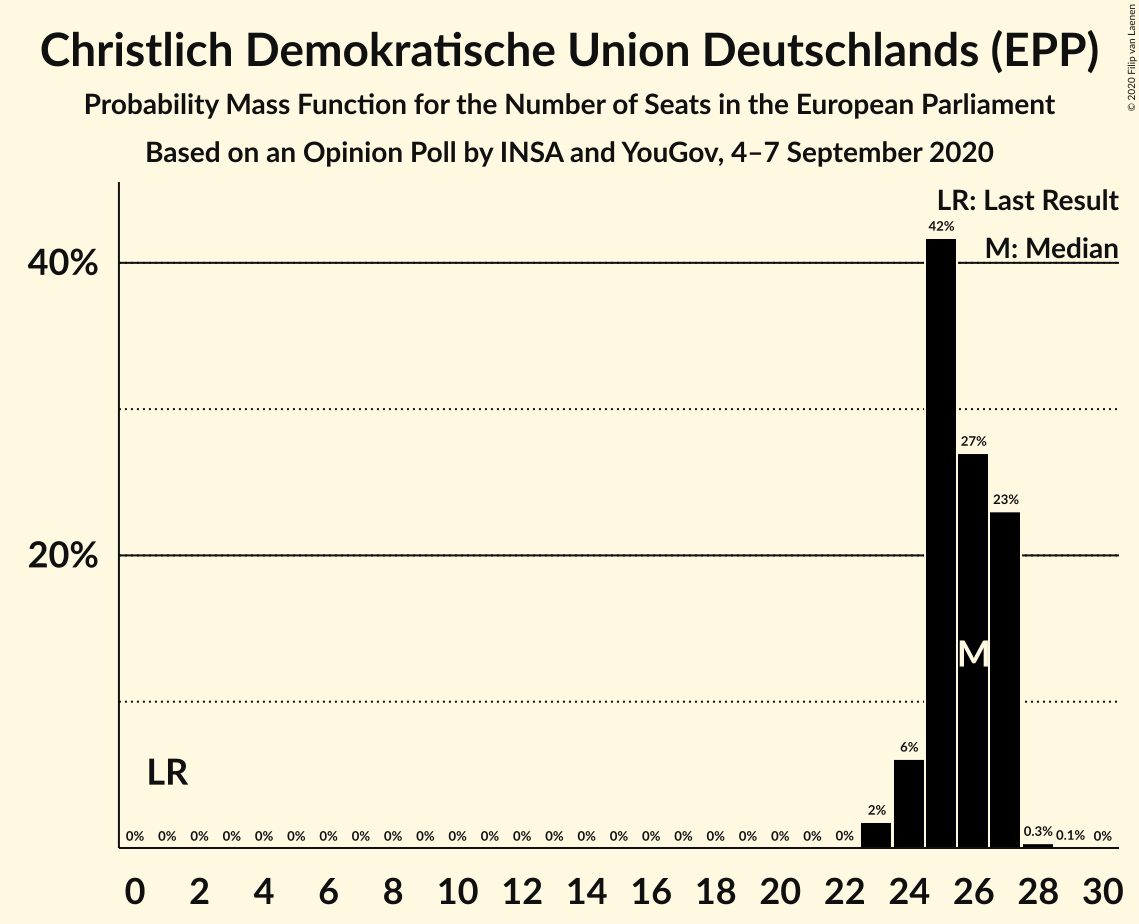 Christlich Demokratische Union Deutschlands (EPP)
Probability Mass Function for the Number of Seats in the European Parliament
Based on an Opinion Poll by INSA and YouGov, 4–7 September 2020
© 2020 Filip van Laenen
LR: Last Result
M: Median
40%
20%
42%
27%
23%
6%
2%
M
LR
0% 0% 0% 0% 0% 0% 0% 0% 0% 0% 0% 0% 0% 0% 0% 0% 0% 0% 0% 0% 0% 0% 0% 0.3% 0.1% 0%
0 2 4 6 8 10 12 14 16 18 20 22 24 26 28 30